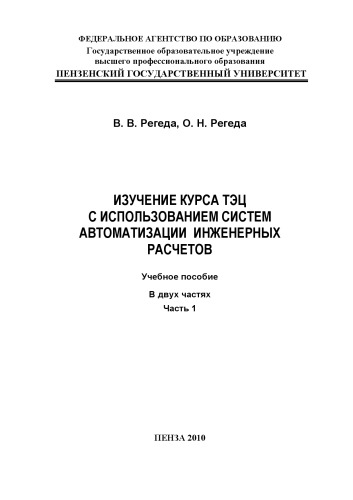 ФЕДЕРАЛЬНОЕ АГЕНТСТВО ПО ОБРАЗОВАНИЮ
Государственное образовательное учреждение
высшего профессионального образования
ПЕНЗЕНСКИЙ ГОСУДАРСТВЕННЫЙ УНИВЕРСИТЕТ
В. В. Регеда, О. Н. Регеда
ИЗУЧЕНИЕ КУРСА ТЭЦ
С ИСПОЛЬЗОВАНИЕМ СИСТЕМ
АВТОМАТИЗАЦИИ ИНЖЕНЕРНЫХ
РАСЧЕТОВ
Учебное пособие
В двух частях
Часть 1
ПЕНЗА 2010